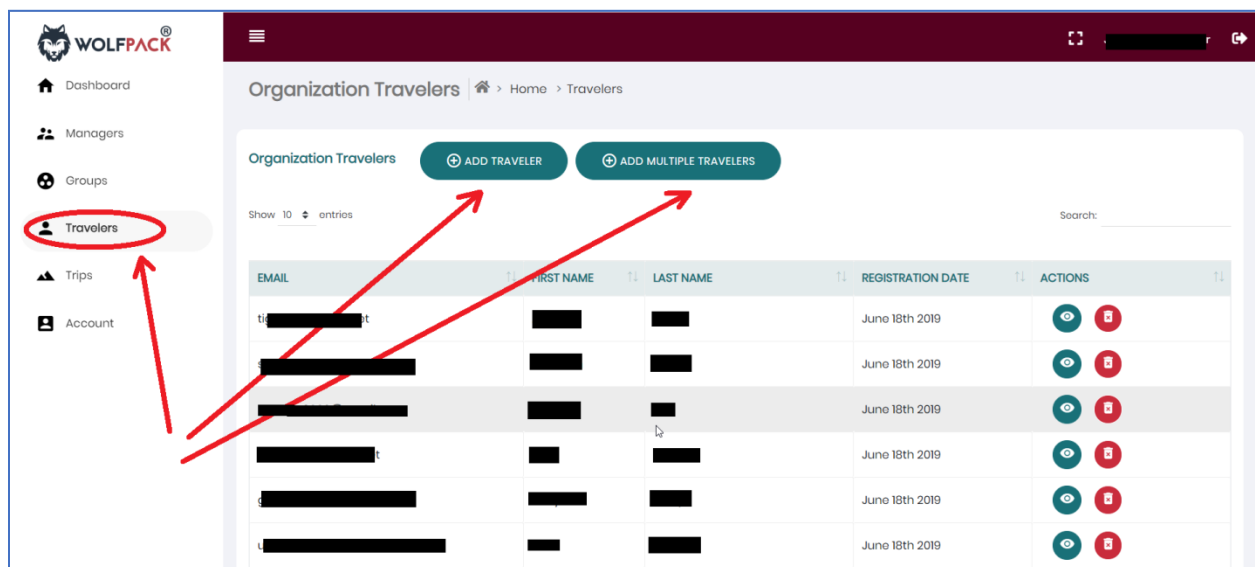 WOLFPACK®
Dashboard
Managers
Groups
Travelers
Trips
Account
Organization Travelers > Home > Travelers
Organization Travelers
ADD TRAVELER
ADD MULTIPLE TRAVELERS
Show 10 entries
Search:
EMAIL FIRST NAME LAST NAME REGISTRATION DATE ACTIONS
June 18th 2019
June 18th 2019
June 18th 2019
June 18th 2019
June 18th 2019
June 18th 2019